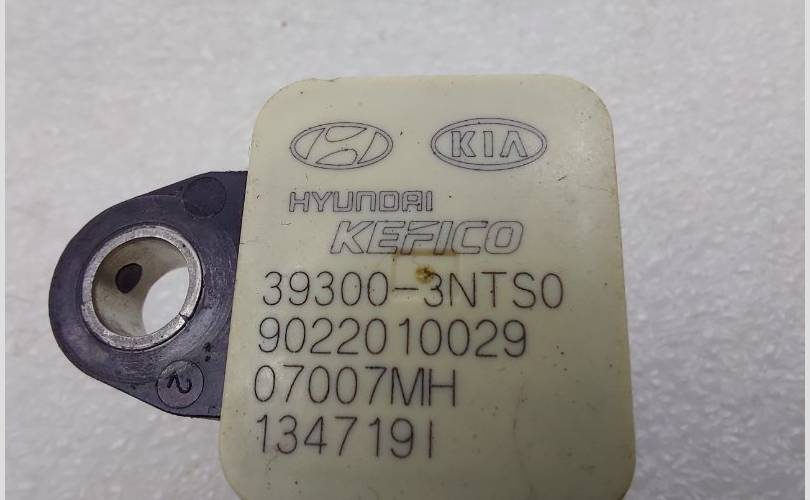 KIA
HYUNDAI
KEFICO
39300-3NTS0
9022010029
07007MH
1347191
2